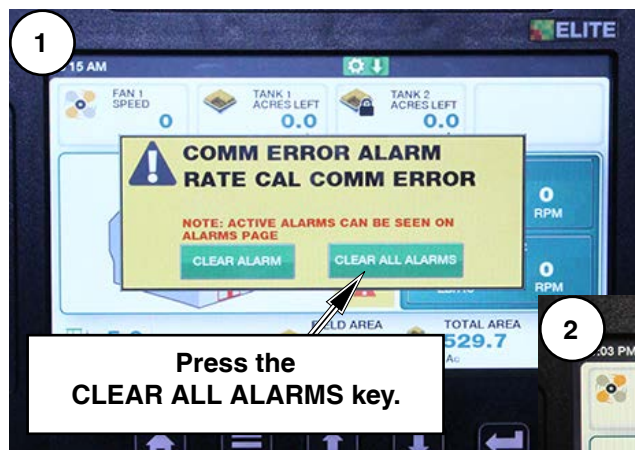 1
ELITE
15 AM
FAN 1
SPEED
0
TANK 1
ACRES LEFT
0.0
TANK 2
ACRES LEFT
0.0
COMM ERROR ALARM
RATE CAL COMM ERROR
NOTE: ACTIVE ALARMS CAN BE SEEN ON
ALARMS PAGE
CLEAR ALARM
CLEAR ALL ALARMS
0
RPM
0
RPM
LD AREA
TOTAL AREA
529.7
Ac
Press the
CLEAR ALL ALARMS key.
2
:03 PM